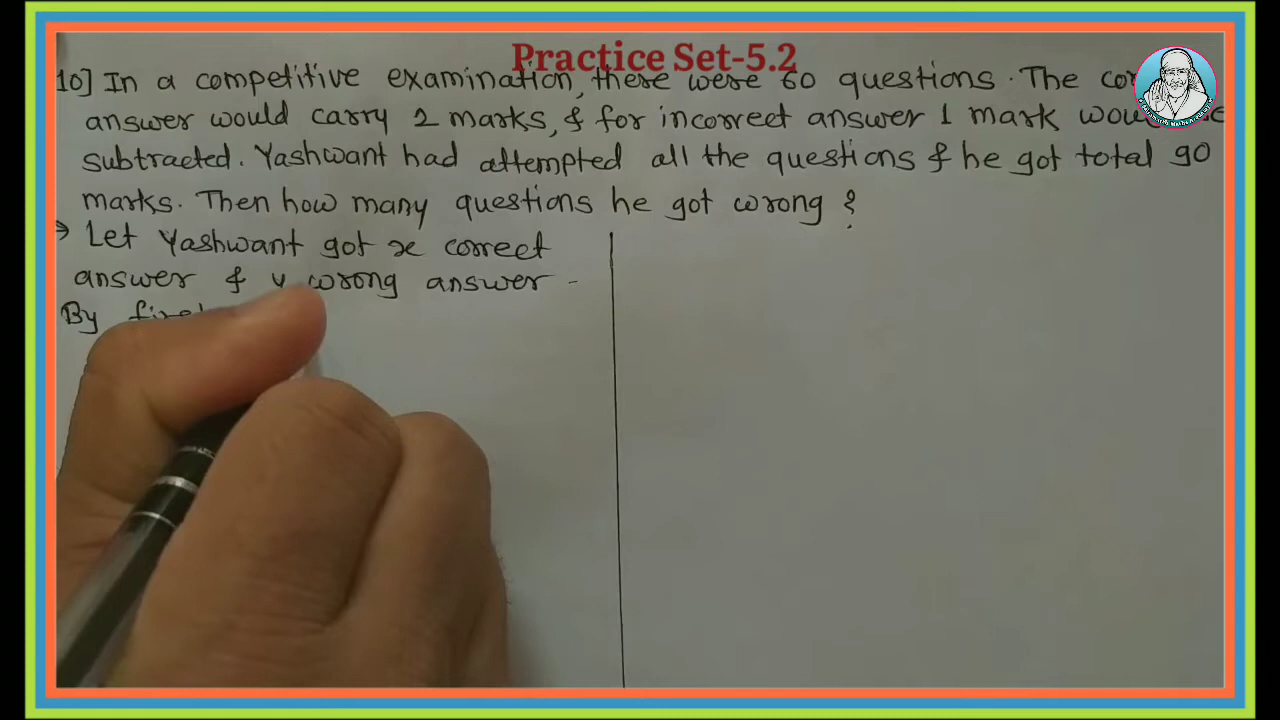 Practice Set-5.2
10] In a competitive examination, there were 60 questions. The
answer would carry 2 marks, & for incorrect answer 1 mark
subtracted. Yashwant had attempted all the questions & he got total 90
marks. Then how many questions he got wrong ?
→ Let Yashwant got x correct
answer & y wrong answer -
By first